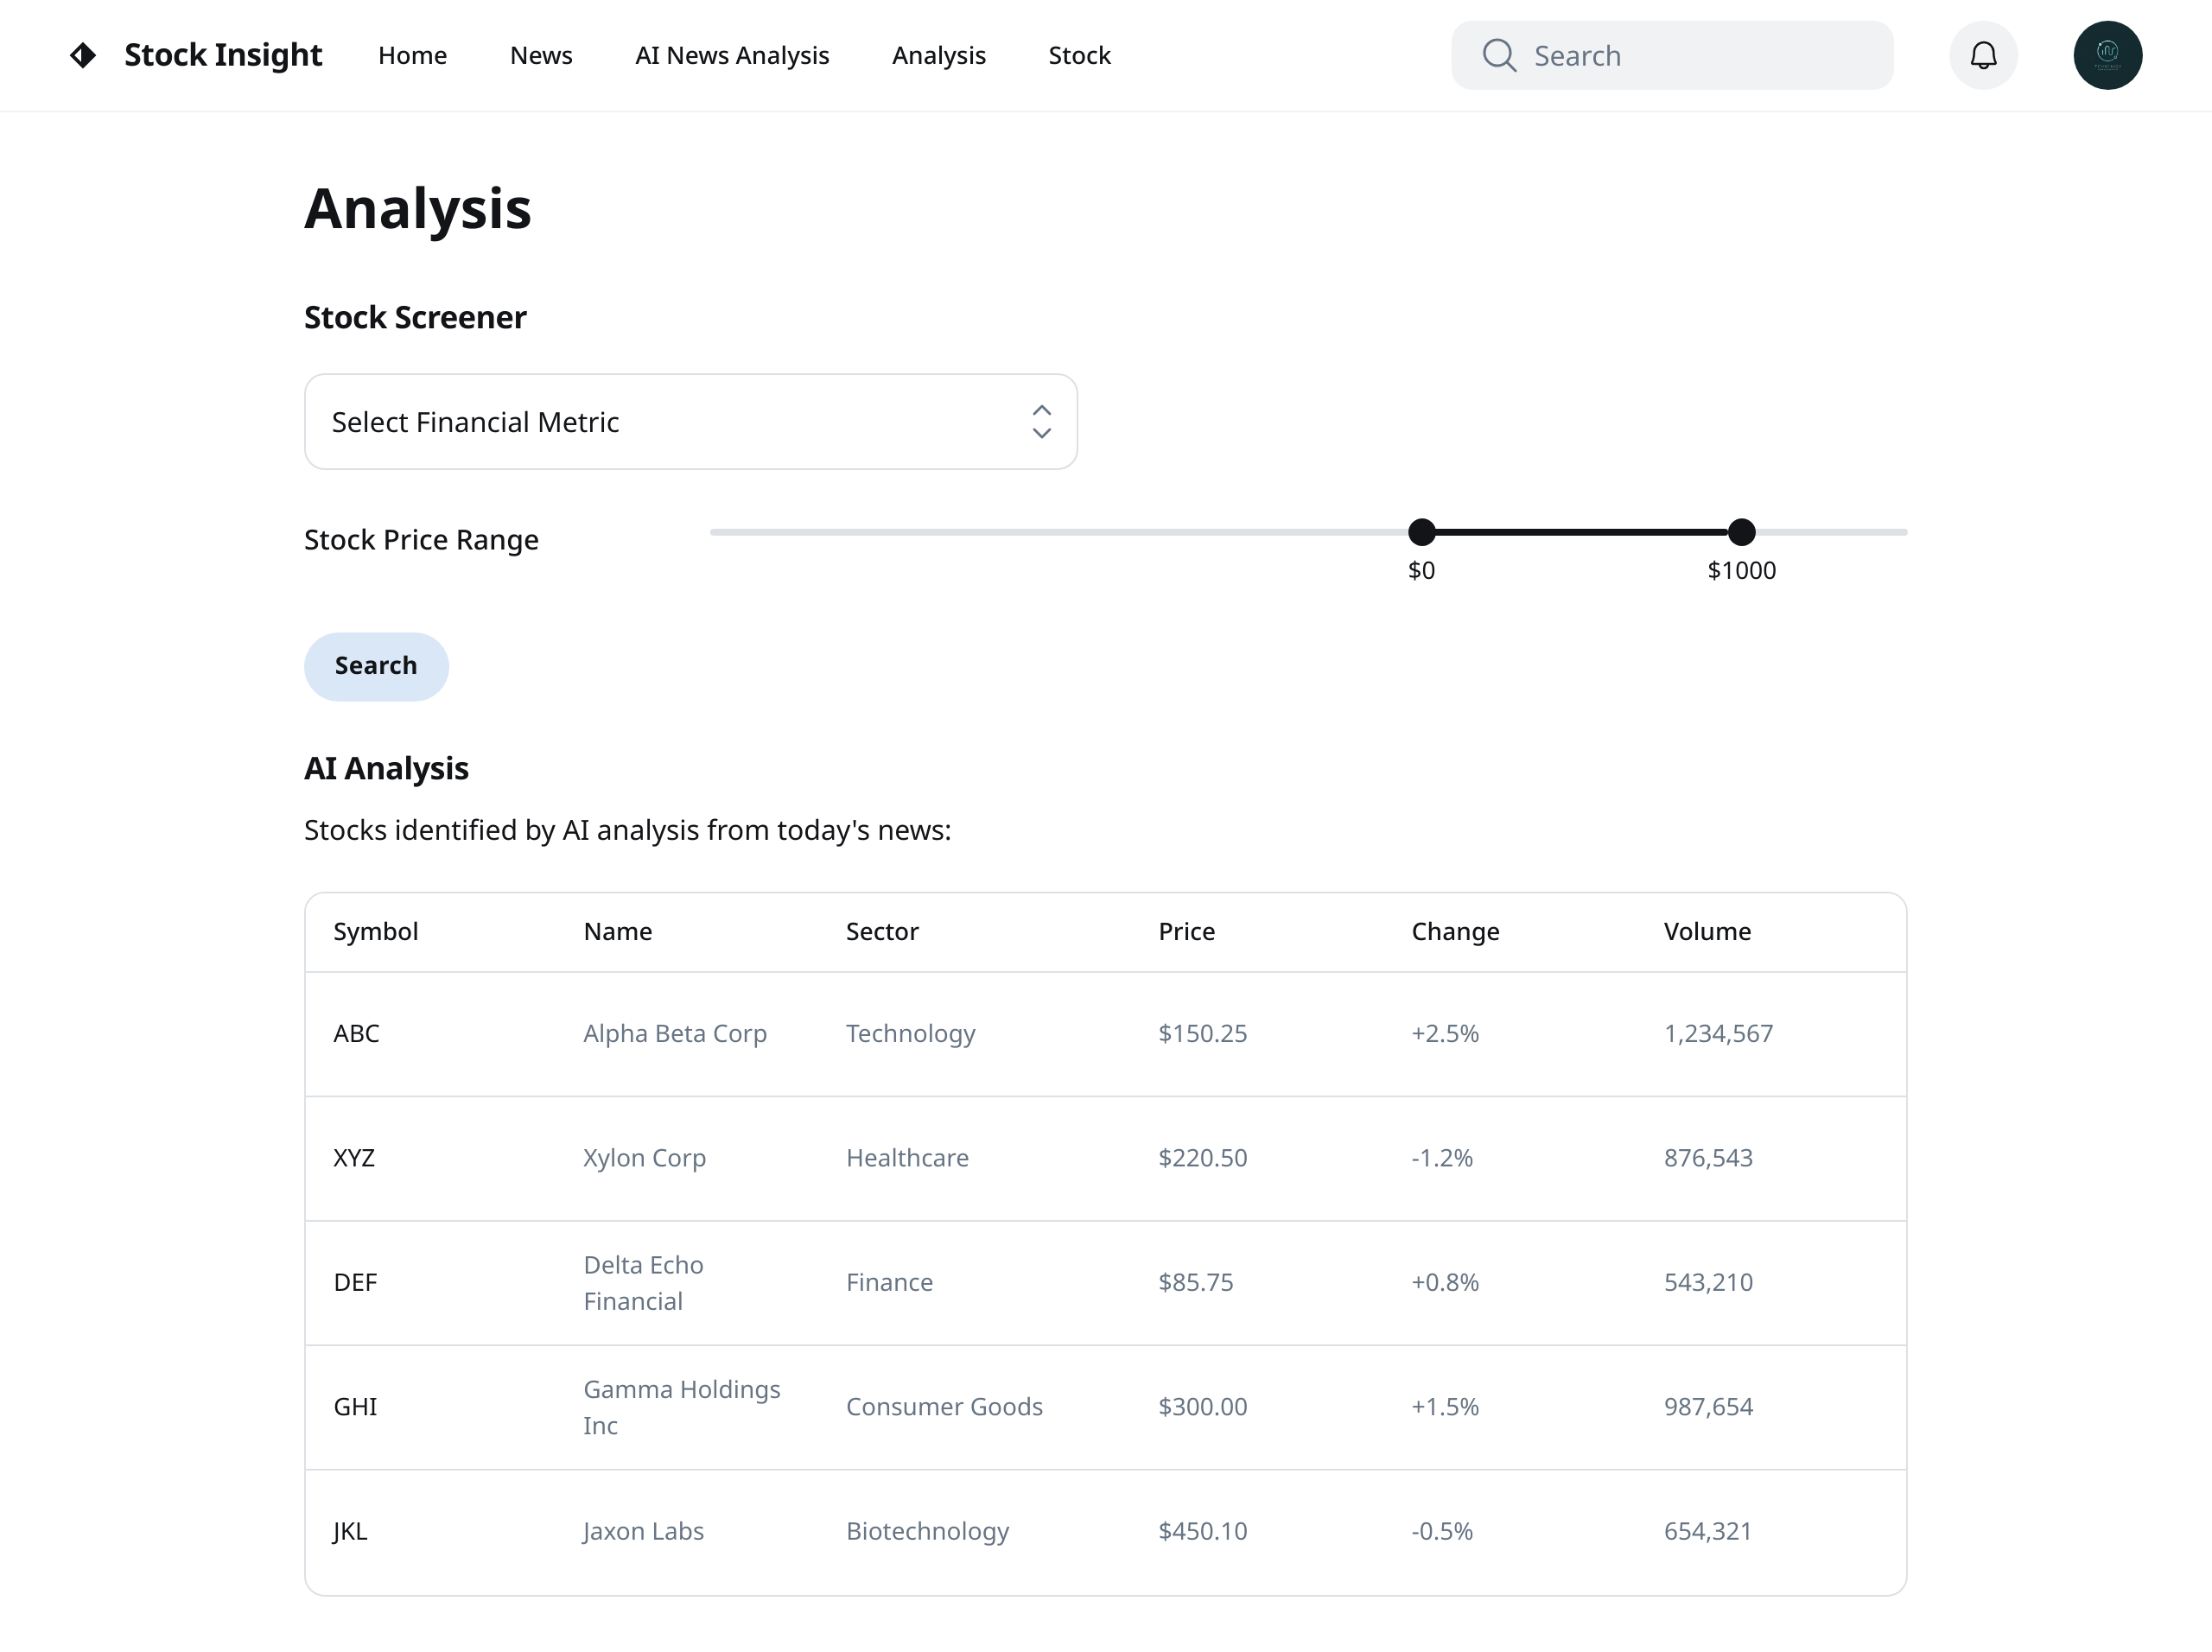 Stock Insight
Home
News
AI News Analysis
Analysis
Stock
Search
Analysis
Stock Screener
Select Financial Metric
Stock Price Range
$0
$1000
Search
AI Analysis
Stocks identified by AI analysis from today's news:
Symbol Name Sector Price Change Volume
ABC Alpha Beta Corp Technology $150.25 +2.5% 1,234,567
XYZ Xylon Corp Healthcare $220.50 -1.2% 876,543
DEF Delta Echo Financial Finance $85.75 +0.8% 543,210
GHI Gamma Holdings Inc Consumer Goods $300.00 +1.5% 987,654
JKL Jaxon Labs Biotechnology $450.10 -0.5% 654,321